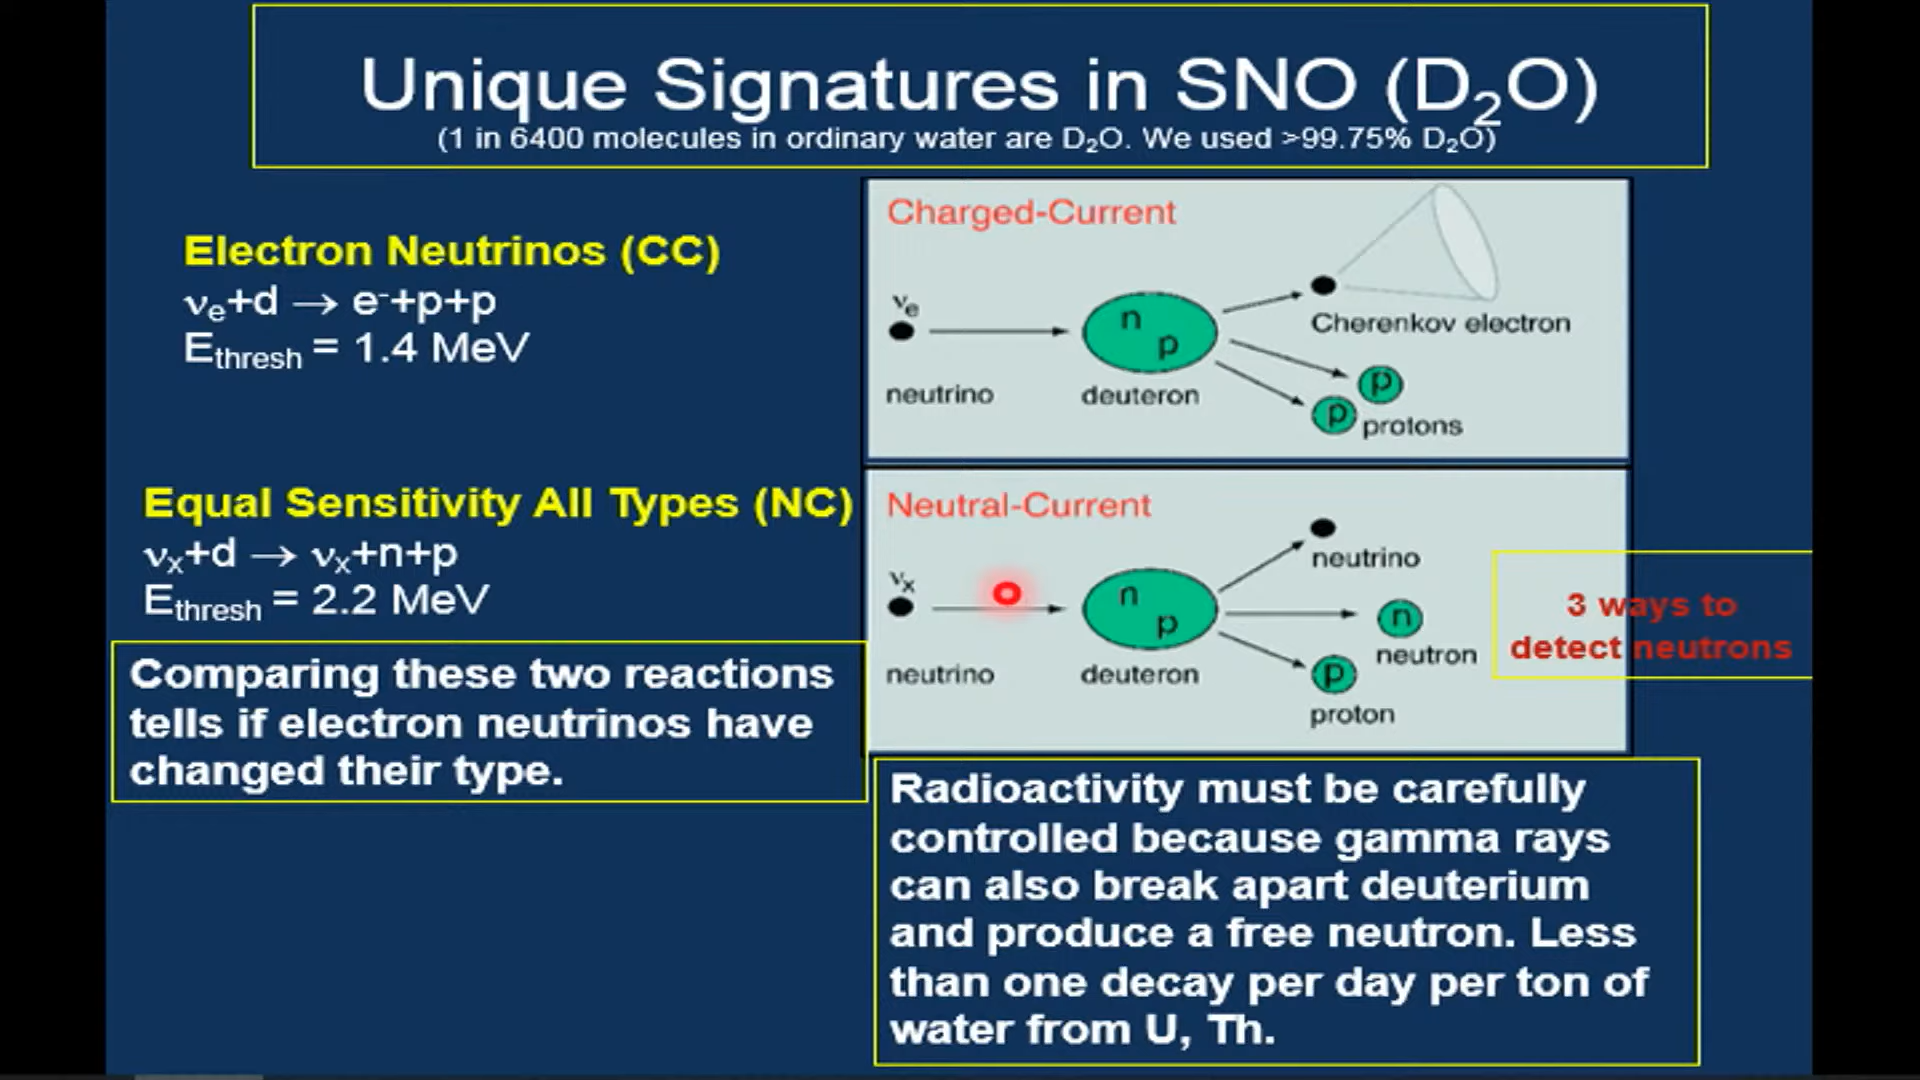 Unique Signatures in SNO (D₂O)
(1 in 6400 molecules in ordinary water are D₂O. We used >99.75% D₂O)
Electron Neutrinos (CC)
νₑ+d → e⁻+p+p
E_thresh = 1.4 MeV
Charged-Current
νₑ
n
p
Cherenkov electron
neutrino
deuteron
p
p
protons
Equal Sensitivity All Types (NC)
νₓ+d → νₓ+n+p
E_thresh = 2.2 MeV
Neutral-Current
νₓ
n
p
neutrino
n
neutron
neutrino
deuteron
p
proton
3 ways to
detect neutrons
Comparing these two reactions
tells if electron neutrinos have
changed their type.
Radioactivity must be carefully
controlled because gamma rays
can also break apart deuterium
and produce a free neutron. Less
than one decay per day per ton of
water from U, Th.